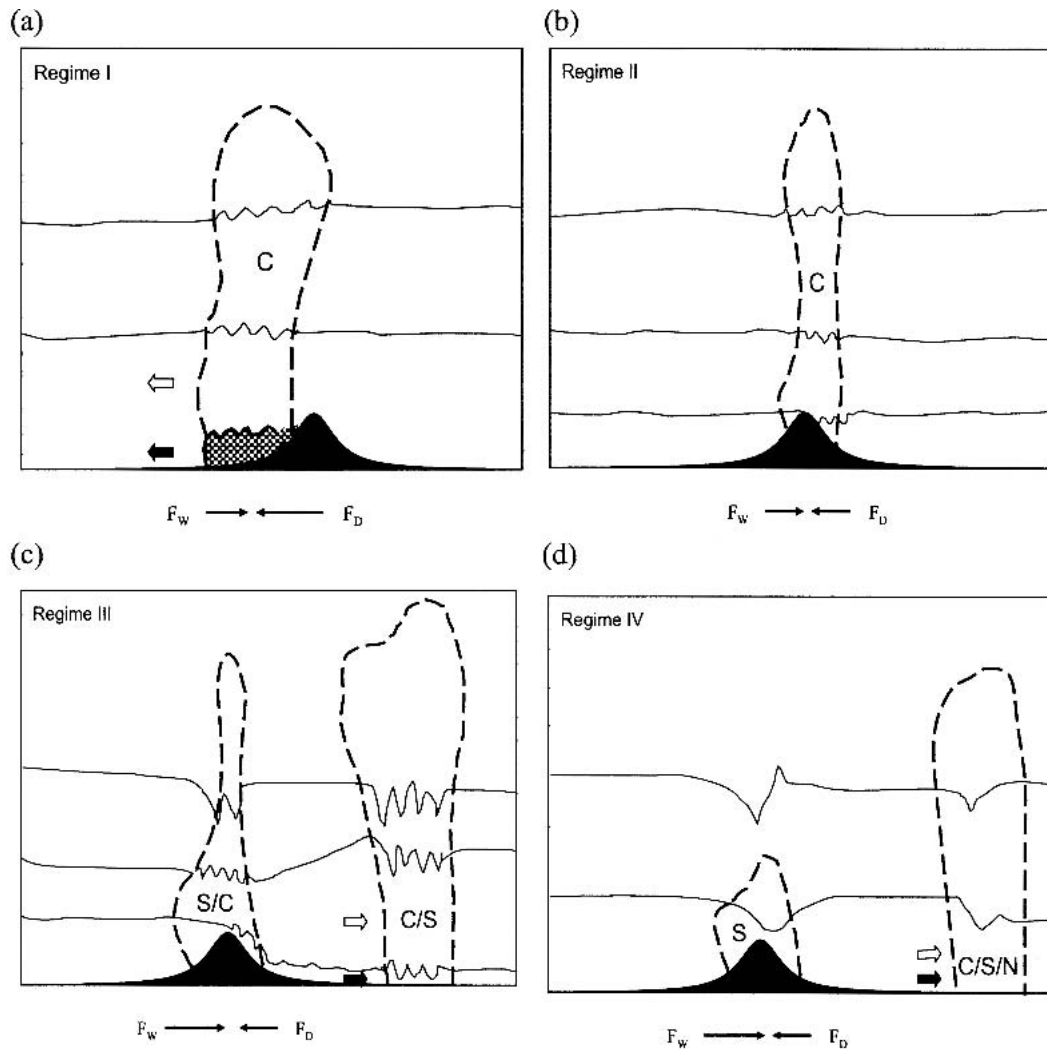 (a)
Regime I
C
F_W F_D
(b)
Regime II
C
F_W F_D
(c)
Regime III
S/C
C/S
F_W F_D
(d)
Regime IV
S
C/S/N
F_W F_D